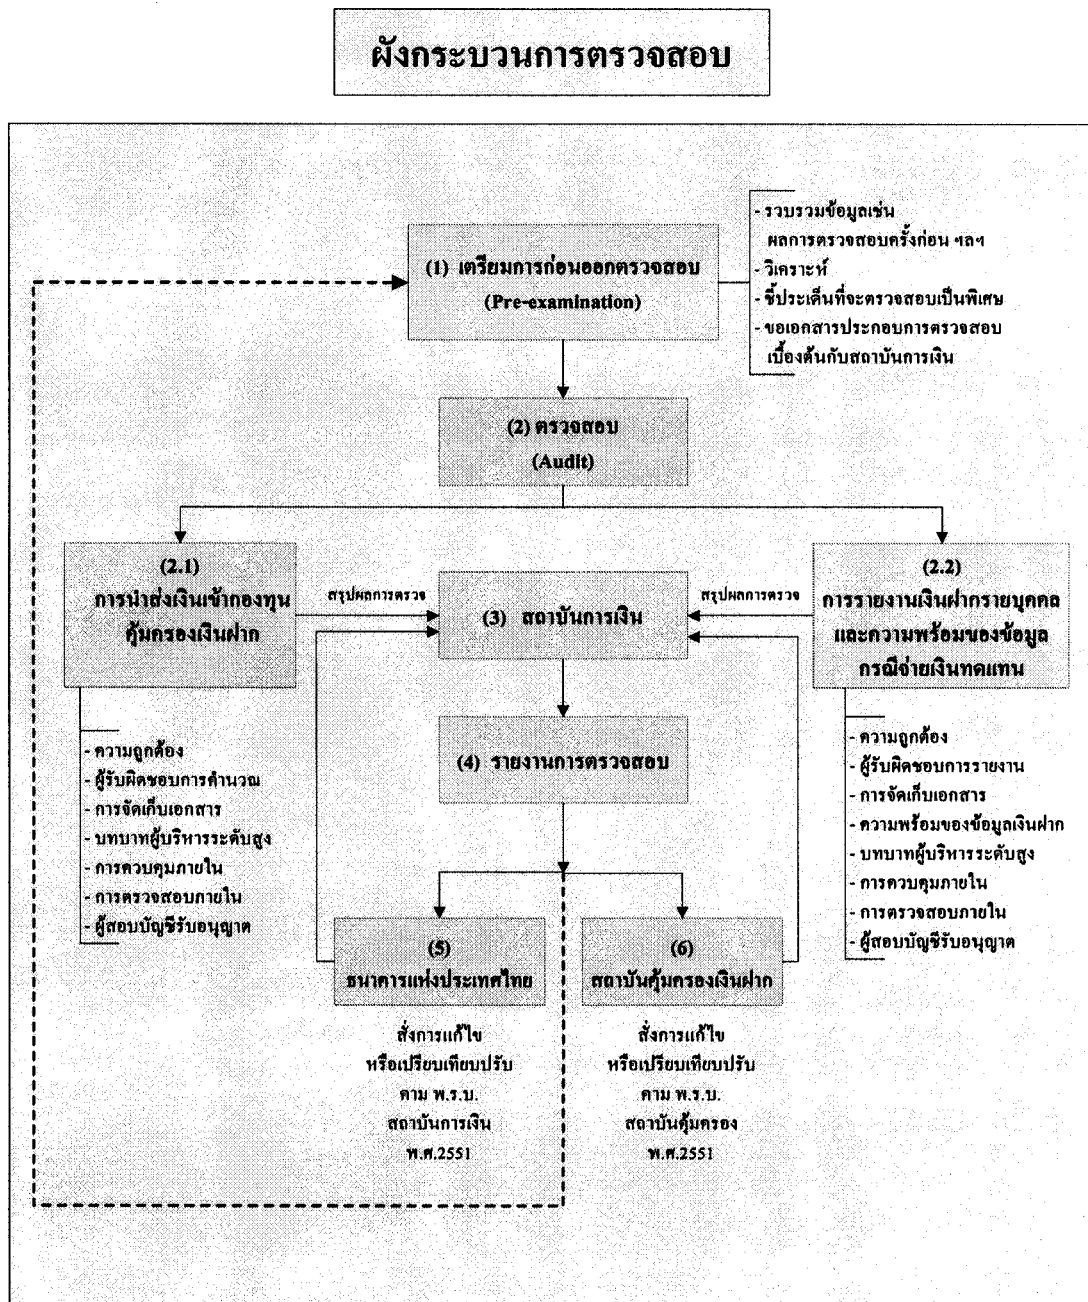 ผังกระบวนการตรวจสอบ
(1) เตรียมการก่อนออกตรวจสอบ
(Pre-examination)
- รวบรวมข้อมูลเช่น
ผลการตรวจสอบครั้งก่อน ฯลฯ
- วิเคราะห์
- ชี้ประเด็นที่จะตรวจสอบเป็นพิเศษ
- ขอเอกสารประกอบการตรวจสอบ
เบื้องต้นกับสถาบันการเงิน
(2) ตรวจสอบ
(Audit)
(2.1)
การนำส่งเงินเข้ากองทุน
คุ้มครองเงินฝาก
สรุปผลการตรวจ
(3) สถาบันการเงิน
สรุปผลการตรวจ
(2.2)
การรายงานเงินฝากรายบุคคล
และความพร้อมของข้อมูล
กรณีจ่ายเงินทดแทน
- ความถูกต้อง
- ผู้รับผิดชอบการคำนวณ
- การจัดเก็บเอกสาร
- บทบาทผู้บริหารระดับสูง
- การควบคุมภายใน
- การตรวจสอบภายใน
- ผู้สอบบัญชีรับอนุญาต
(4) รายงานการตรวจสอบ
- ความถูกต้อง
- ผู้รับผิดชอบการรายงาน
- การจัดเก็บเอกสาร
- ความพร้อมของข้อมูลเงินฝาก
- บทบาทผู้บริหารระดับสูง
- การควบคุมภายใน
- การตรวจสอบภายใน
- ผู้สอบบัญชีรับอนุญาต
(5)
ธนาคารแห่งประเทศไทย
สั่งการแก้ไข
หรือเปรียบเทียบปรับ
ตาม พ.ร.บ.
สถาบันการเงิน
พ.ศ.2551
(6)
สถาบันคุ้มครองเงินฝาก
สั่งการแก้ไข
หรือเปรียบเทียบปรับ
ตาม พ.ร.บ.
สถาบันคุ้มครอง
พ.ศ.2551